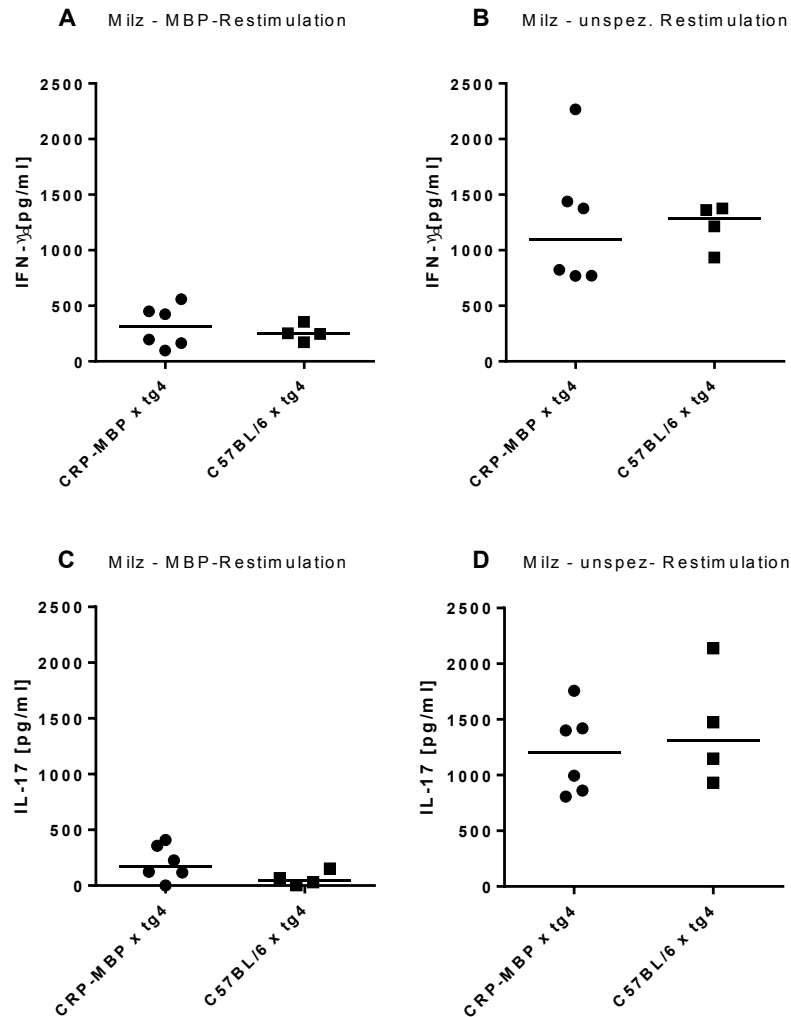 A Milz - MBP-Restimulation
IFN-γ [pg/ml]
2500
2000
1500
1000
500
0
CRP-MBP x tg4
C57BL/6 x tg4
B Milz - unspez. Restimulation
IFN-γ [pg/ml]
2500
2000
1500
1000
500
0
CRP-MBP x tg4
C57BL/6 x tg4
C Milz - MBP-Restimulation
IL-17 [pg/ml]
2500
2000
1500
1000
500
0
CRP-MBP x tg4
C57BL/6 x tg4
D Milz - unspez- Restimulation
IL-17 [pg/ml]
2500
2000
1500
1000
500
0
CRP-MBP x tg4
C57BL/6 x tg4